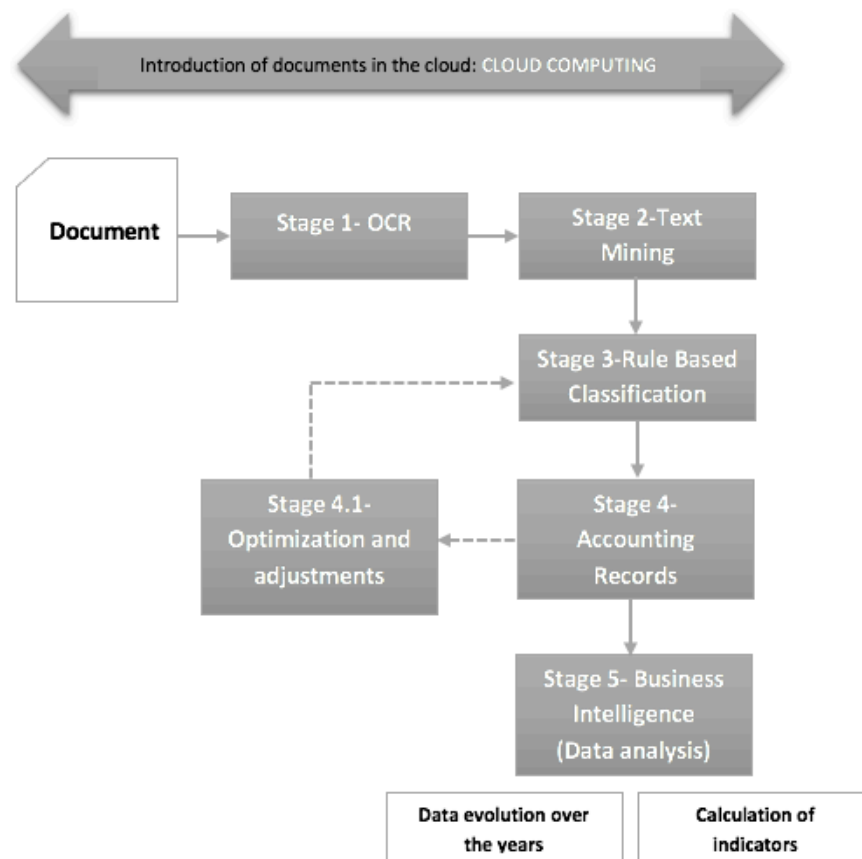 Introduction of documents in the cloud: CLOUD COMPUTING
Document
Stage 1- OCR
Stage 2-Text
Mining
Stage 3-Rule Based
Classification
Stage 4.1-
Optimization and
adjustments
Stage 4-
Accounting
Records
Stage 5- Business
Intelligence
(Data analysis)
Data evolution over
the years
Calculation of
indicators